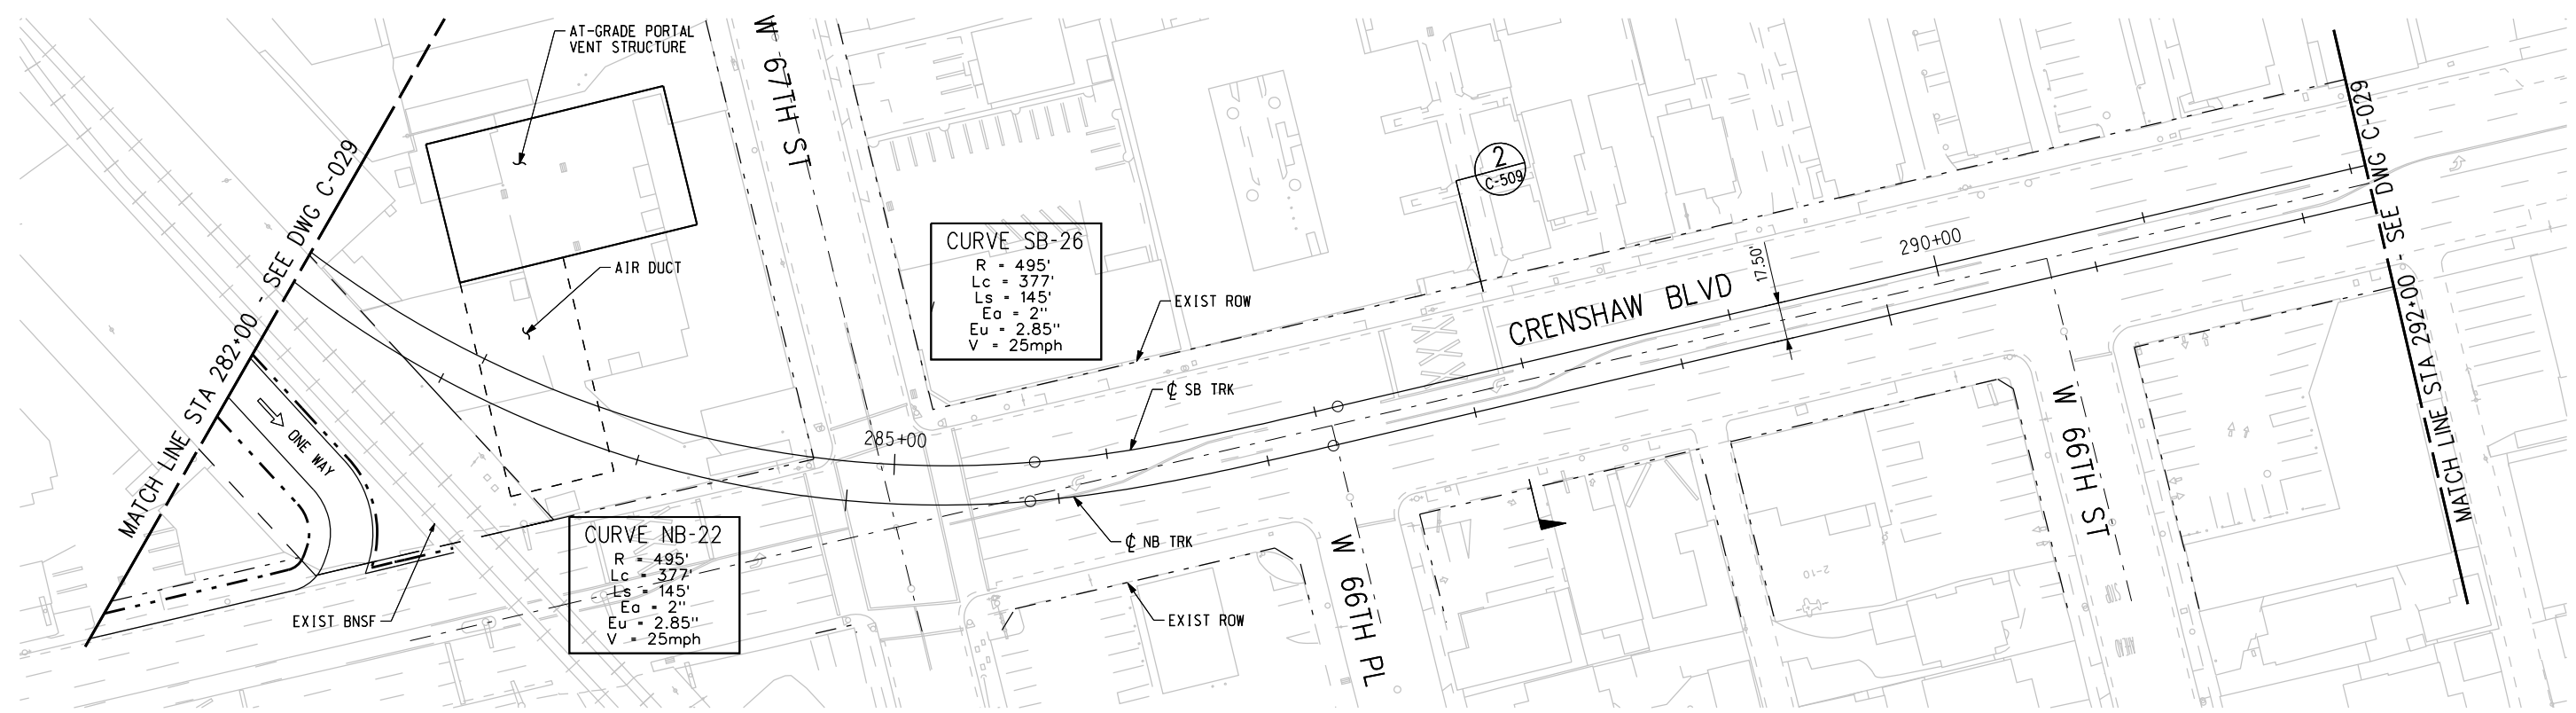 AT-GRADE PORTAL
VENT STRUCTURE
W 67TH ST
MATCH LINE STA 282+00 - SEE DWG C-029
AIR DUCT
CURVE SB-26
R = 495'
Lc = 377'
Ls = 145'
Ea = 2"
Eu = 2.85"
V = 25mph
2
C-509
EXIST ROW
CRENSHAW BLVD
17.50'
290+00
MATCH LINE STA 292+00 - SEE DWG C-029
℄ SB TRK
285+00
ONE WAY
W 66TH ST
CURVE NB-22
R = 495'
Lc = 377'
Ls = 145'
Ea = 2"
Eu = 2.85"
V = 25mph
℄ NB TRK
W 66TH PL
EXIST BNSF
EXIST ROW
2-10